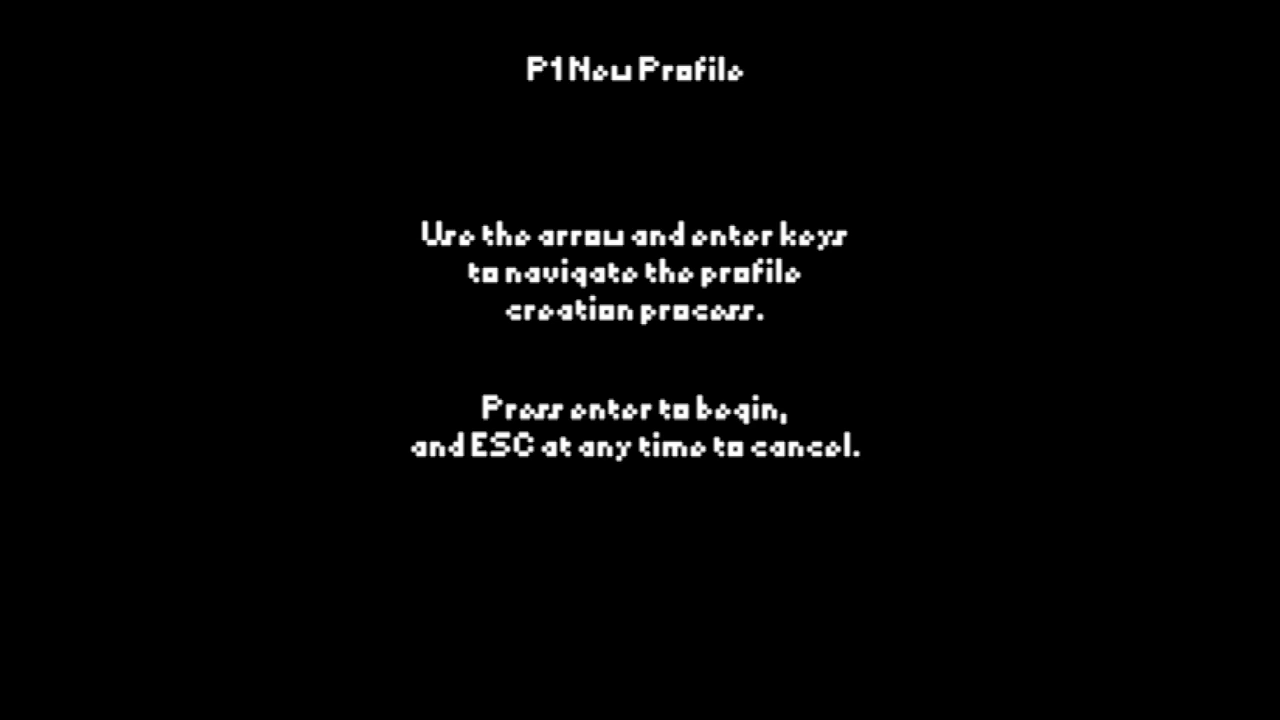 P1 New Profile
Use the arrow and enter keys
to navigate the profile
creation process.
Press enter to begin,
and ESC at any time to cancel.